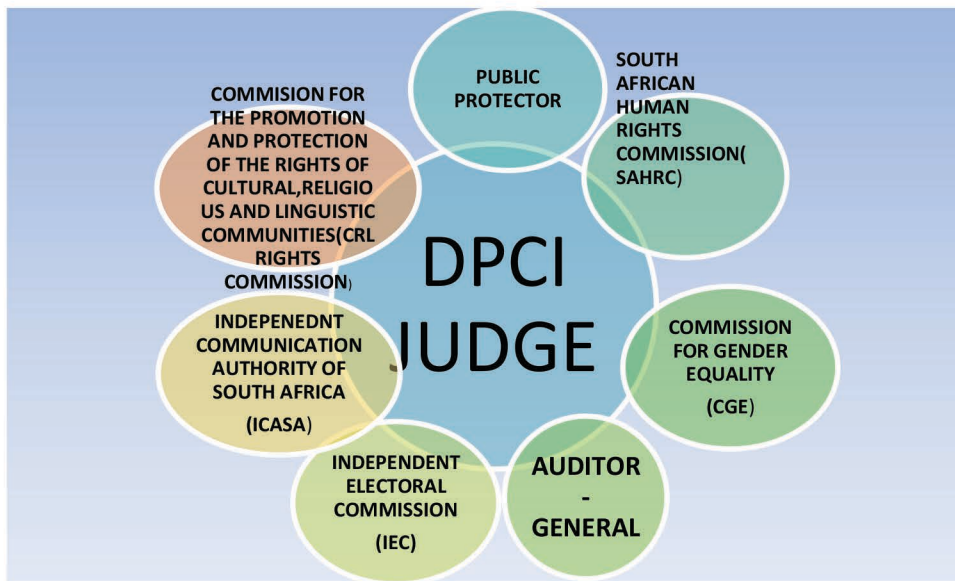 PUBLIC
PROTECTOR
SOUTH
AFRICAN
HUMAN
RIGHTS
COMMISSION(
SAHRC)
COMMISSION
FOR GENDER
EQUALITY
(CGE)
AUDITOR
-
GENERAL
INDEPENDENT
ELECTORAL
COMMISSION
(IEC)
INDEPENEDNT
COMMUNICATION
AUTHORITY OF
SOUTH AFRICA
(ICASA)
COMMISION FOR
THE PROMOTION
AND PROTECTION
OF THE RIGHTS OF
CULTURAL,RELIGIO
US AND LINGUISTIC
COMMUNITIES(CRL
RIGHTS
COMMISSION)
DPCI
JUDGE